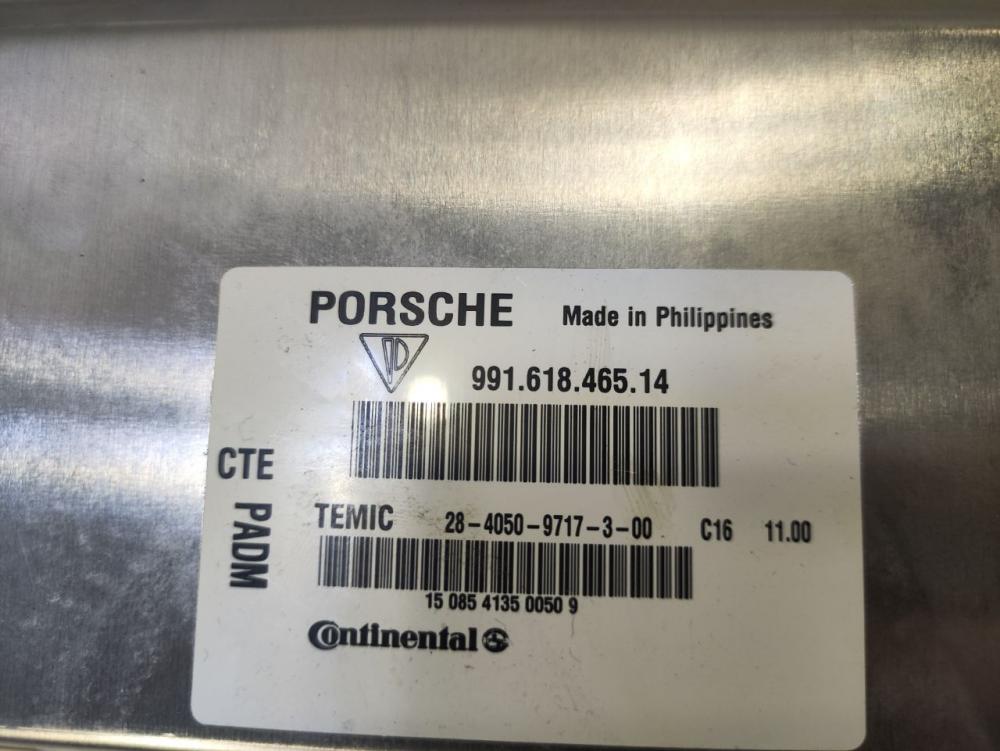 PORSCHE Made in Philippines
991.618.465.14
CTE
PADM
TEMIC 28-4050-9717-3-00 C16 11.00
15 085 4135 0050 9
Continental